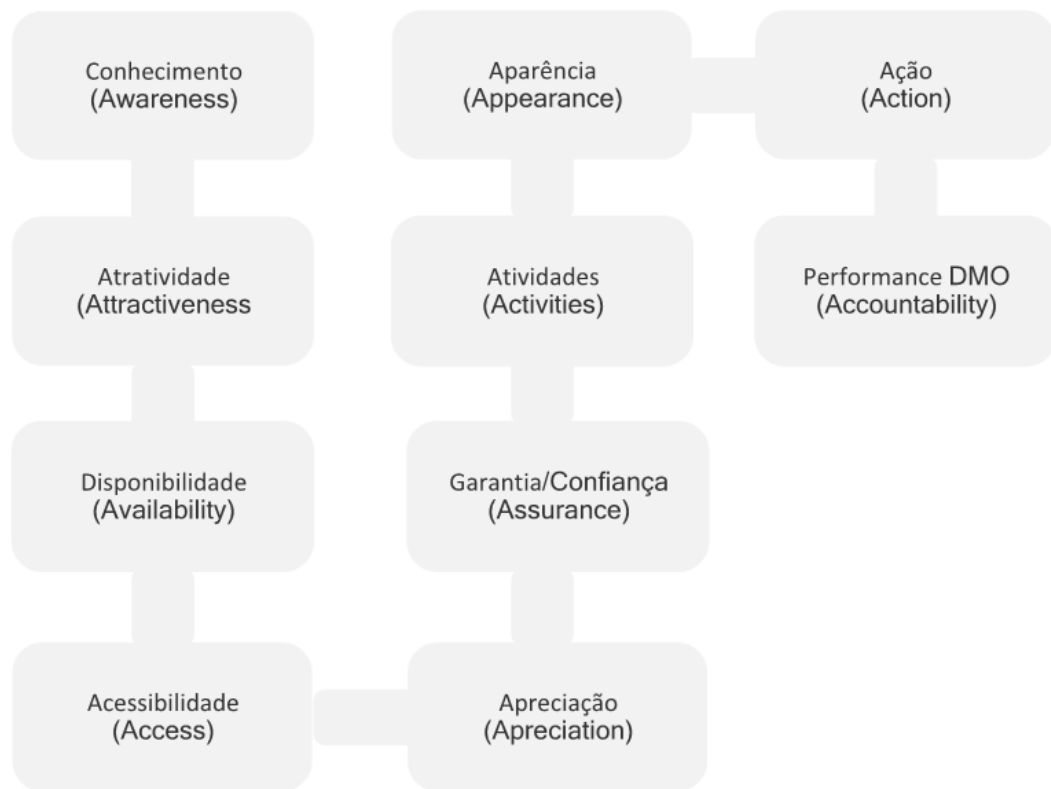 Conhecimento
(Awareness)
Atratividade
(Attractiveness
Disponibilidade
(Availability)
Acessibilidade
(Access)
Apreciação
(Apreciation)
Garantia/Confiança
(Assurance)
Atividades
(Activities)
Aparência
(Appearance)
Ação
(Action)
Performance DMO
(Accountability)